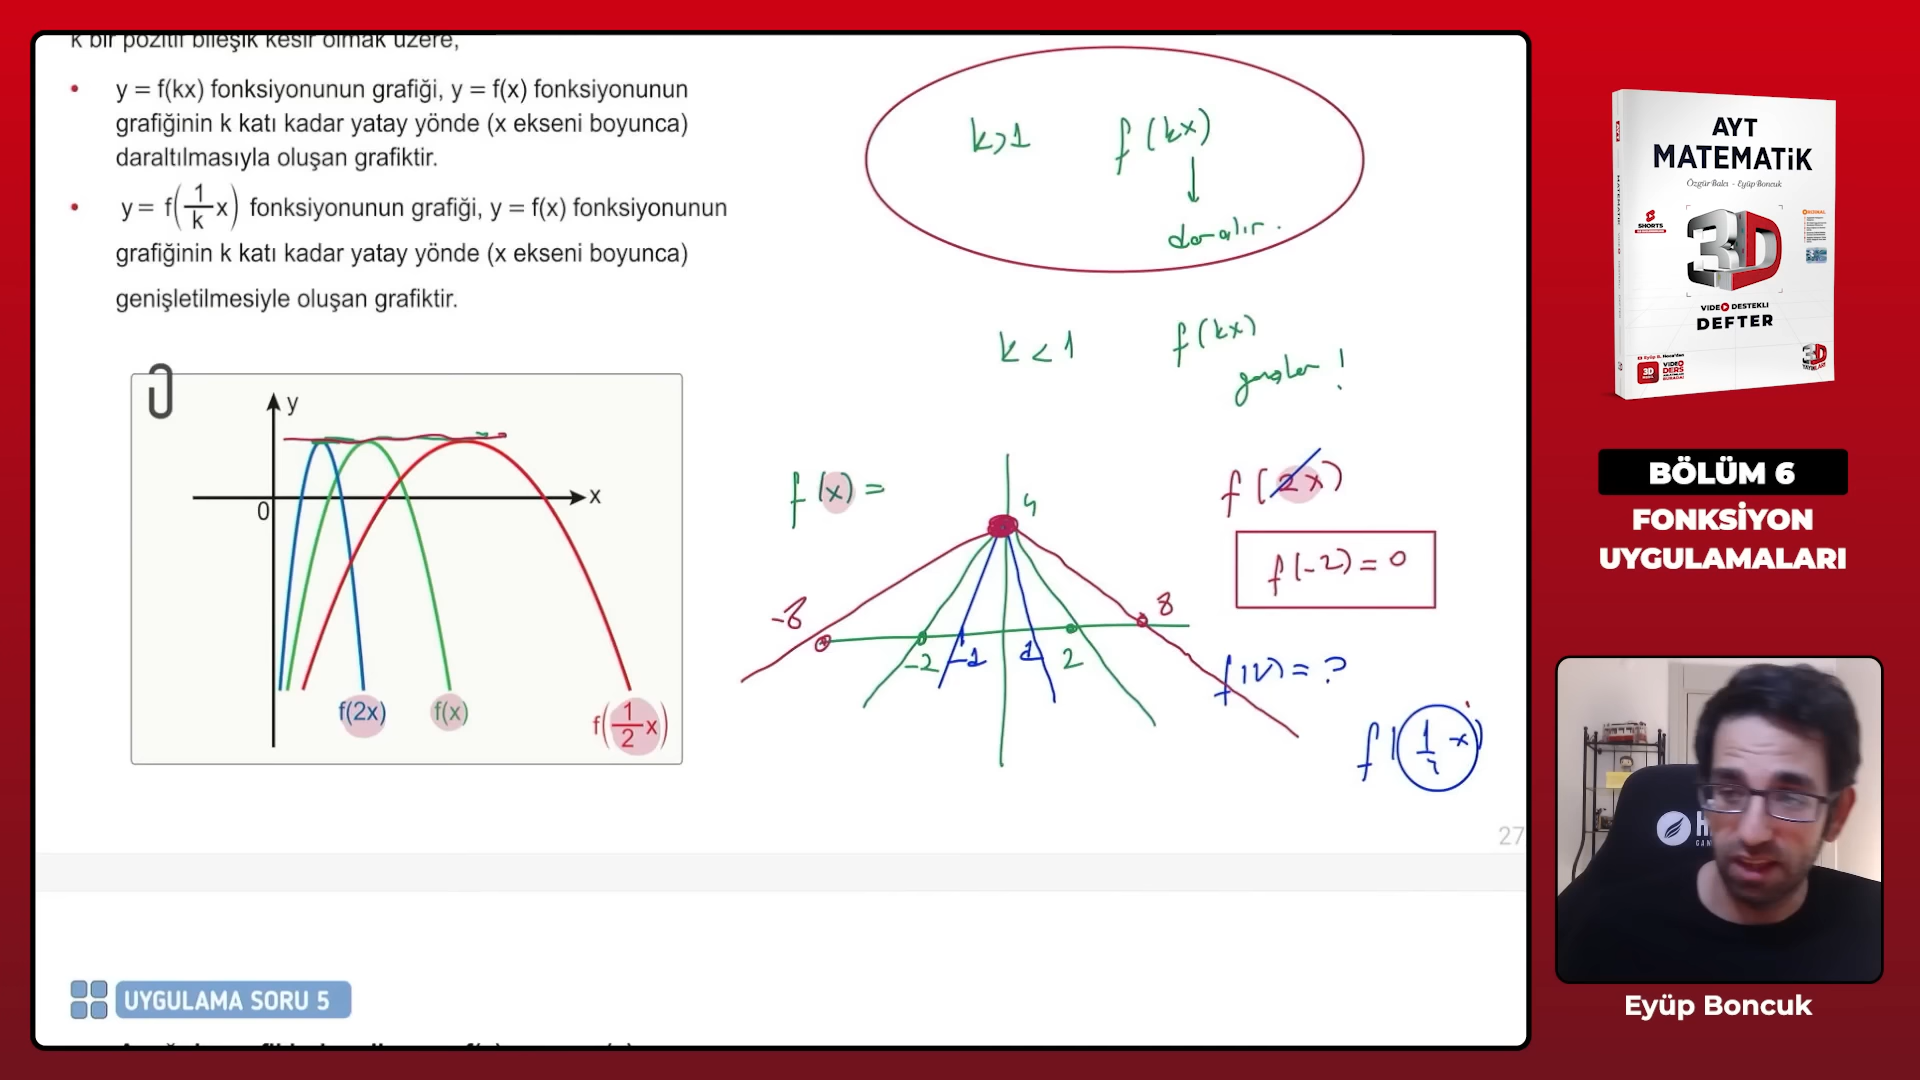 k bir pozitif bileşik kesir olmak üzere,
• y = f(kx) fonksiyonunun grafiği, y = f(x) fonksiyonunun
grafiğinin k katı kadar yatay yönde (x ekseni boyunca)
daraltılmasıyla oluşan grafiktir.
• y = f(1/k x) fonksiyonunun grafiği, y = f(x) fonksiyonunun
grafiğinin k katı kadar yatay yönde (x ekseni boyunca)
genişletilmesiyle oluşan grafiktir.
y
x
0
f(2x)
f(x)
f(1/2 x)
k>1 f(kx)
daralır.
k<1 f(kx)
genişler!
f(x) =
4
-8
-2
-1
1
2
8
f(2x)
f(-2) = 0
= ?
27
UYGULAMA SORU 5
AYT
MATEMATİK
Özgür Balcı - Eyüp Boncuk
SHORTS
3D
VIDEO DESTEKLİ
DEFTER
3D
VIDEO
DERS
BÖLÜM 6
FONKSİYON
UYGULAMALARI
Eyüp Boncuk